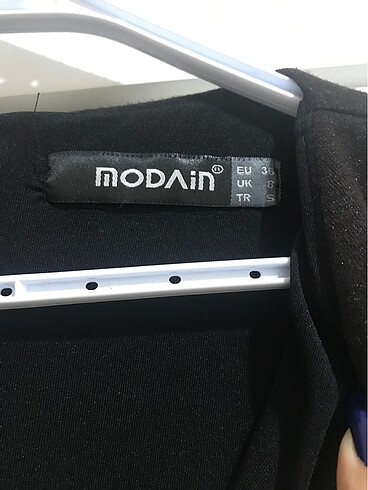 mODAin
EU 36
UK 8
TR S